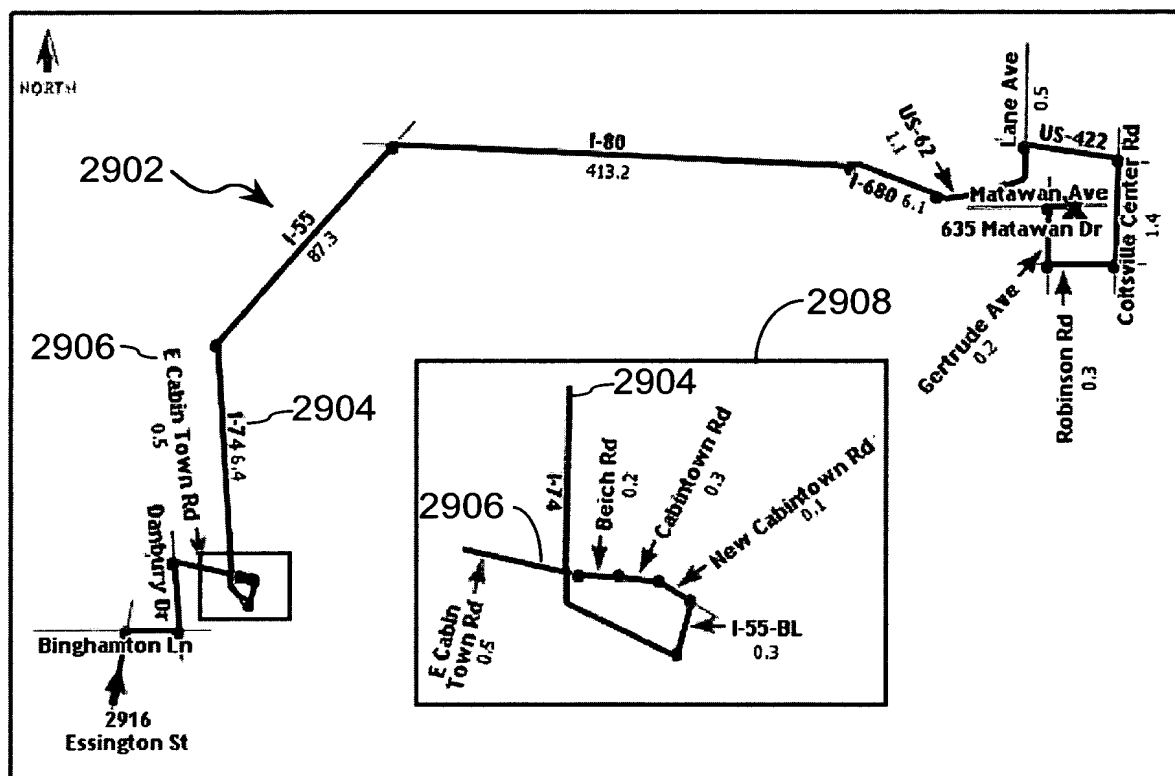 NORTH
2902
I-55
87.3
I-80
413.2
I-680 6.1
US-62
1.1
Lane Ave
0.5
US-422
Matawan Ave
635 Matawan Dr
Coitsville Center Rd
1.4
Gertrude Ave
0.2
Robinson Rd
0.3
2906
E Cabin Town Rd
0.5
2904
I-74 6.4
Danbury Dr
Binghamton Ln
2916
Essington St
2908
2904
I-74
2906
Beich Rd
0.2
Cabintown Rd
0.3
New Cabintown Rd
0.1
I-55-BL
0.3
E Cabin
Town Rd
0.5